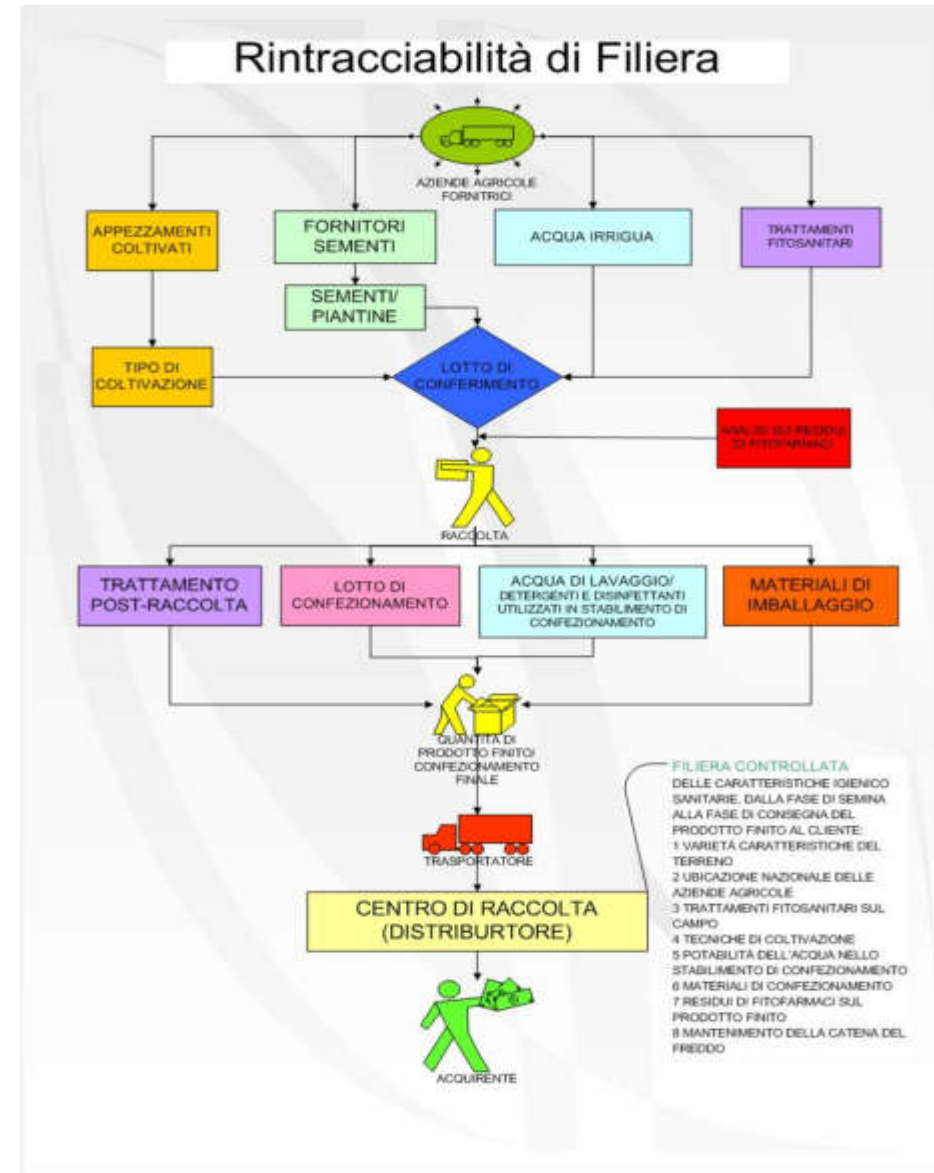 Rintracciabilità di Filiera
AZIENDE AGRICOLE
FORNITRICI
APPEZZAMENTI
COLTIVATI
FORNITORI
SEMENTI
ACQUA IRRIGUA
TRATTAMENTI
FITOSANITARI
SEMENTI/
PIANTINE
TIPO DI
COLTIVAZIONE
LOTTO DI
CONFERIMENTO
ANALISI SUI RESIDUI
DI FITOFARMACI
RACCOLTA
TRATTAMENTO
POST-RACCOLTA
LOTTO DI
CONFEZIONAMENTO
ACQUA DI LAVAGGIO/
DETERGENTI E DISINFETTANTI
UTILIZZATI IN STABILIMENTO DI
CONFEZIONAMENTO
MATERIALI DI
IMBALLAGGIO
QUANTITÀ DI
PRODOTTO FINITO/
CONFEZIONAMENTO
FINALE
TRASPORTATORE
CENTRO DI RACCOLTA
(DISTRIBURTORE)
ACQUIRENTE
FILIERA CONTROLLATA
DELLE CARATTERISTICHE IGIENICO
SANITARIE, DALLA FASE DI SEMINA
ALLA FASE DI CONSEGNA DEL
PRODOTTO FINITO AL CLIENTE:
1 VARIETÀ CARATTERISTICHE DEL
TERRENO
2 UBICAZIONE NAZIONALE DELLE
AZIENDE AGRICOLE
3 TRATTAMENTI FITOSANITARI SUL
CAMPO
4 TECNICHE DI COLTIVAZIONE
5 POTABILITÀ DELL'ACQUA NELLO
STABILIMENTO DI CONFEZIONAMENTO
6 MATERIALI DI CONFEZIONAMENTO
7 RESIDUI DI FITOFARMACI SUL
PRODOTTO FINITO
8 MANTENIMENTO DELLA CATENA DEL
FREDDO